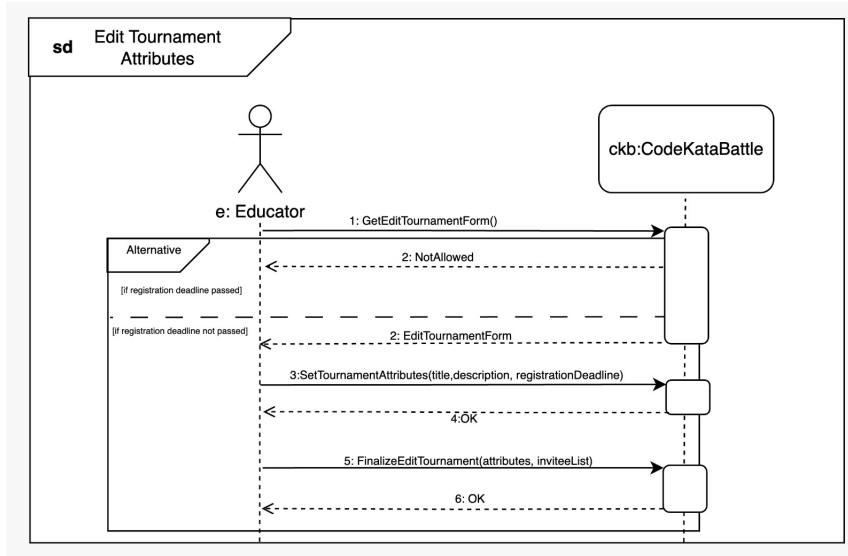 sd Edit Tournament
Attributes
ckb:CodeKataBattle
e: Educator
1: GetEditTournamentForm()
Alternative
2: NotAllowed
[if registration deadline passed]
[if registration deadline not passed]
2: EditTournamentForm
3:SetTournamentAttributes(title,description, registrationDeadline)
4:OK
5: FinalizeEditTournament(attributes, inviteeList)
6: OK